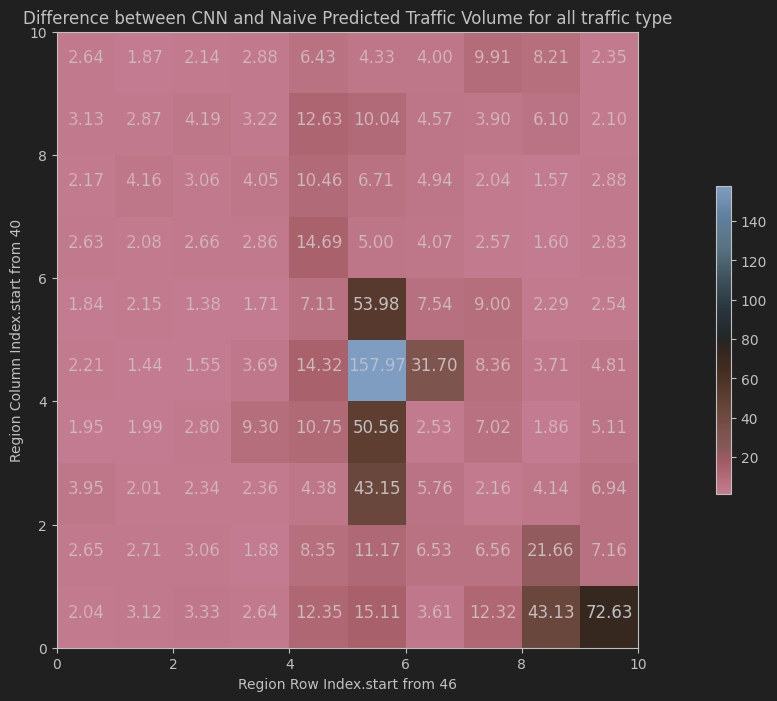 Difference between CNN and Naive Predicted Traffic Volume for all traffic type
10
2.64 1.87 2.14 2.88 6.43 4.33 4.00 9.91 8.21 2.35
3.13 2.87 4.19 3.22 12.63 10.04 4.57 3.90 6.10 2.10
8
2.17 4.16 3.06 4.05 10.46 6.71 4.94 2.04 1.57 2.88
2.63 2.08 2.66 2.86 14.69 5.00 4.07 2.57 1.60 2.83
6
1.84 2.15 1.38 1.71 7.11 53.98 7.54 9.00 2.29 2.54
2.21 1.44 1.55 3.69 14.32 157.97 31.70 8.36 3.71 4.81
4
1.95 1.99 2.80 9.30 10.75 50.56 2.53 7.02 1.86 5.11
3.95 2.01 2.34 2.36 4.38 43.15 5.76 2.16 4.14 6.94
2
2.65 2.71 3.06 1.88 8.35 11.17 6.53 6.56 21.66 7.16
2.04 3.12 3.33 2.64 12.35 15.11 3.61 12.32 43.13 72.63
0
0 2 4 6 8 10
Region Row Index.start from 46
Region Column Index.start from 40
140
120
100
80
60
40
20